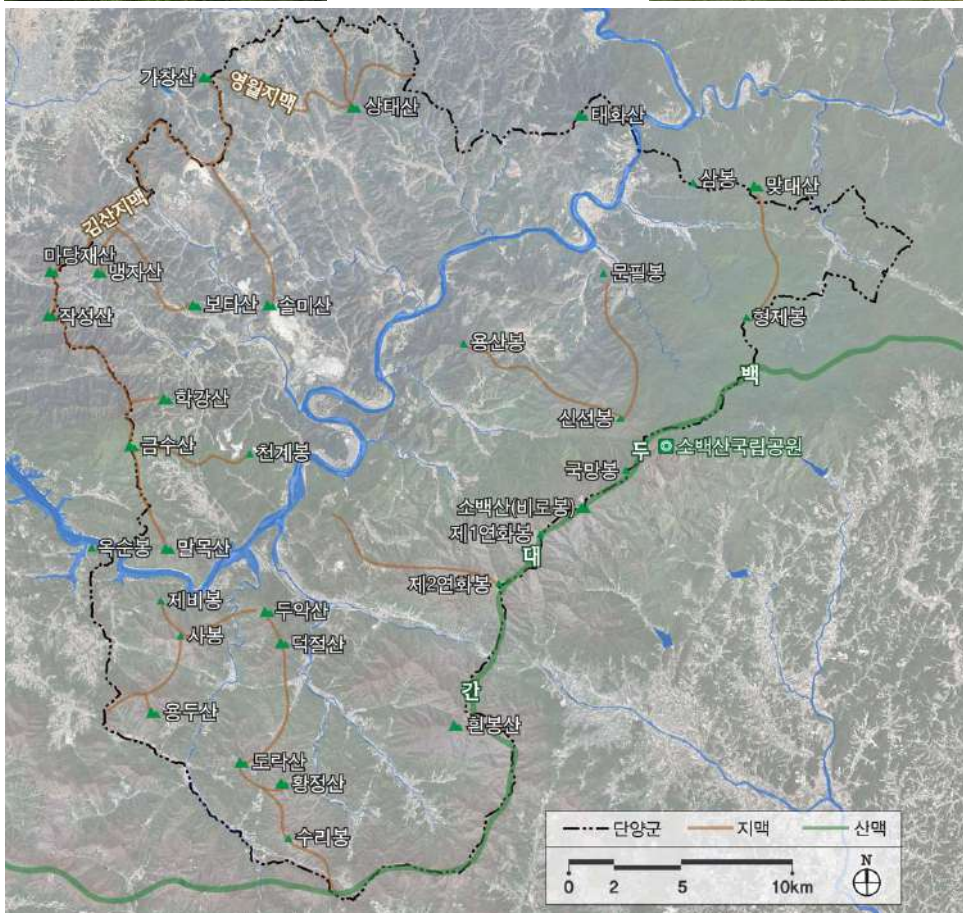 가창산
영월지맥
상태산
태화산
삼봉
맞대산
김산지맥
마당재산
맹자산
문필봉
작성산
보타산
솔미산
형제봉
용산봉
백
학강산
신선봉
금수산
천계봉
두
소백산국립공원
국망봉
소백산(비로봉)
제1연화봉
옥순봉
말목산
대
제2연화봉
제비봉
두악산
사봉
덕절산
간
용두산
흰봉산
도락산
황정산
수리봉
단양군
지맥
산맥
0 2 5 10km
N